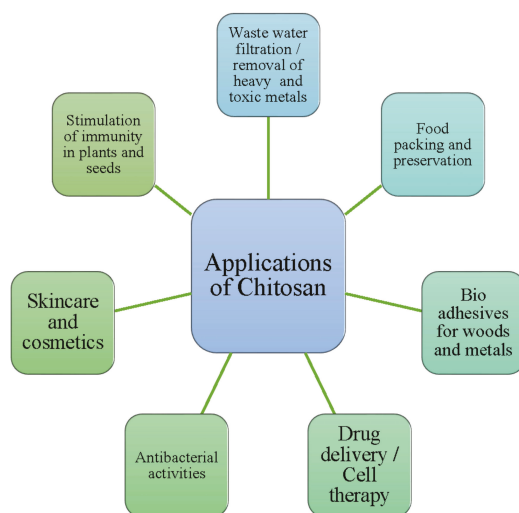 Waste water
filtration /
removal of
heavy  and
toxic metals
Food
packing and
preservation
Bio
adhesives for
woods and
metals
Drug
delivery /
Cell
therapy
Antibacterial
activities
Skincare
and
cosmetics
Stimulation
of immunity
in plants and
seeds
Applications
of Chitosan